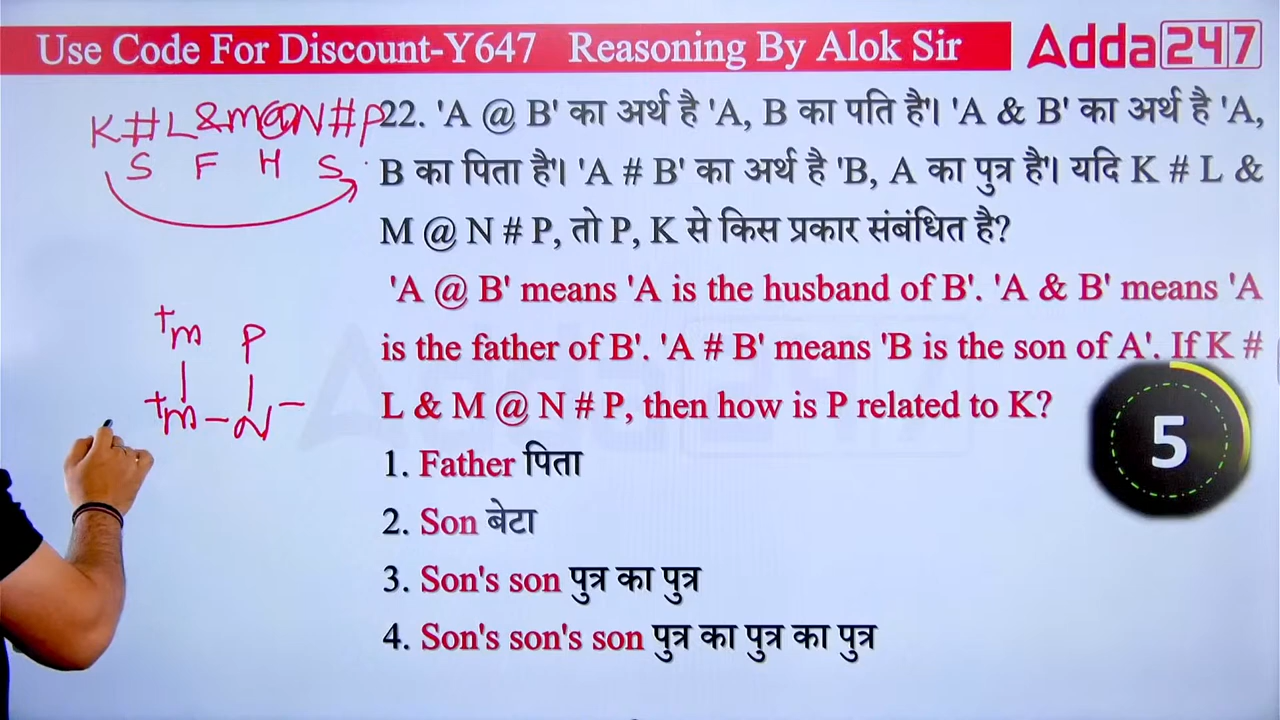 Use Code For Discount-Y647 Reasoning By Alok Sir
Adda247
K#L&m@N#P
S F H S
22. 'A @ B' का अर्थ है 'A, B का पति है'। 'A & B' का अर्थ है 'A,
B का पिता है'। 'A # B' का अर्थ है 'B, A का पुत्र है'। यदि K # L &
M @ N # P, तो P, K से किस प्रकार संबंधित है?
'A @ B' means 'A is the husband of B'. 'A & B' means 'A
is the father of B'. 'A # B' means 'B is the son of A'. If K #
L & M @ N # P, then how is P related to K?
+m P
+m - N -
5
1. Father पिता
2. Son बेटा
3. Son's son पुत्र का पुत्र
4. Son's son's son पुत्र का पुत्र का पुत्र